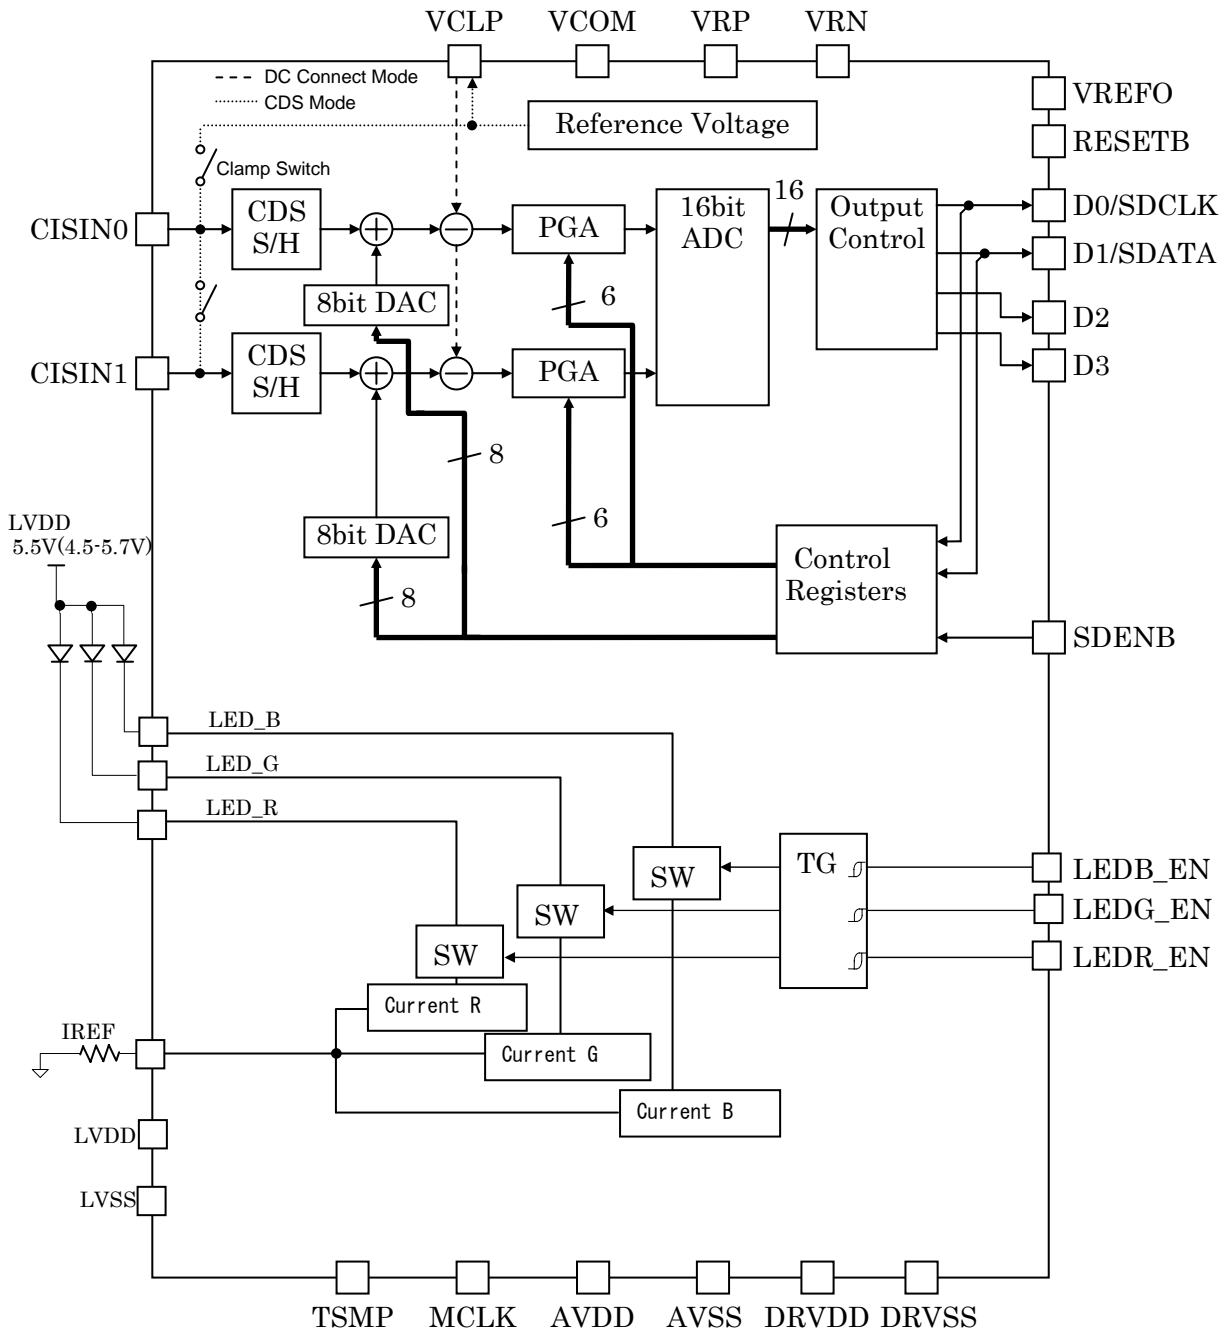 VCLP VCOM VRP VRN
DC Connect Mode
CDS Mode
VREFO
Reference Voltage
RESETB
Clamp Switch
CISIN0
CDS
S/H
PGA
16bit
ADC
16
Output
Control
D0/SDCLK
D1/SDATA
8bit DAC
6
D2
CISIN1
CDS
S/H
PGA
D3
8
LVDD
5.5V(4.5-5.7V)
8bit DAC
6
Control
Registers
8
SDENB
LED_B
LED_G
LED_R
SW
TG
LEDB_EN
SW
LEDG_EN
SW
LEDR_EN
Current R
IREF
Current G
Current B
LVDD
LVSS
TSMP MCLK AVDD AVSS DRVDD DRVSS